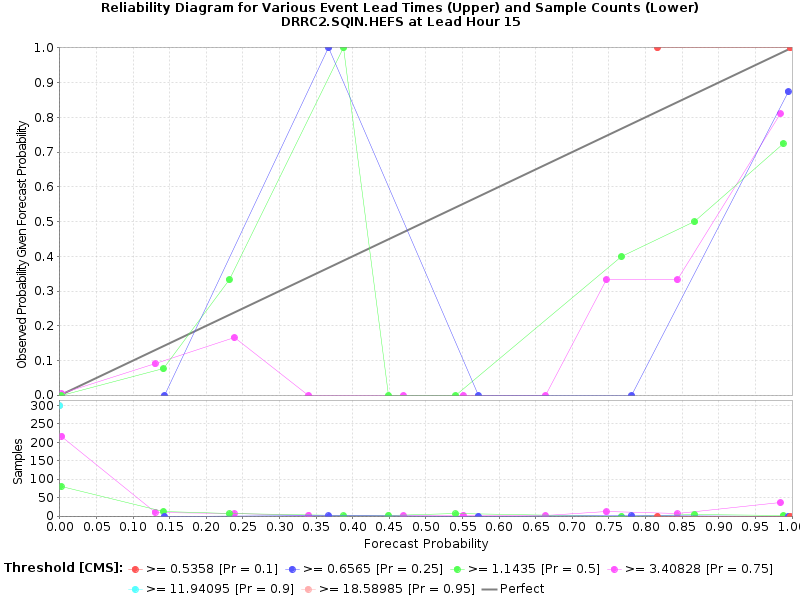 Reliability Diagram for Various Event Lead Times (Upper) and Sample Counts (Lower)
DRRC2.SQIN.HEFS at Lead Hour 15
Observed Probability Given Forecast Probability
1.0
0.9
0.8
0.7
0.6
0.5
0.4
0.3
0.2
0.1
0.0
Samples
300
250
200
150
100
50
0
0.00 0.05 0.10 0.15 0.20 0.25 0.30 0.35 0.40 0.45 0.50 0.55 0.60 0.65 0.70 0.75 0.80 0.85 0.90 0.95 1.0
Forecast Probability
Threshold [CMS]: >= 0.5358 [Pr = 0.1] >= 0.6565 [Pr = 0.25] >= 1.1435 [Pr = 0.5] >= 3.40828 [Pr = 0.75]
>= 11.94095 [Pr = 0.9] >= 18.58985 [Pr = 0.95] Perfect